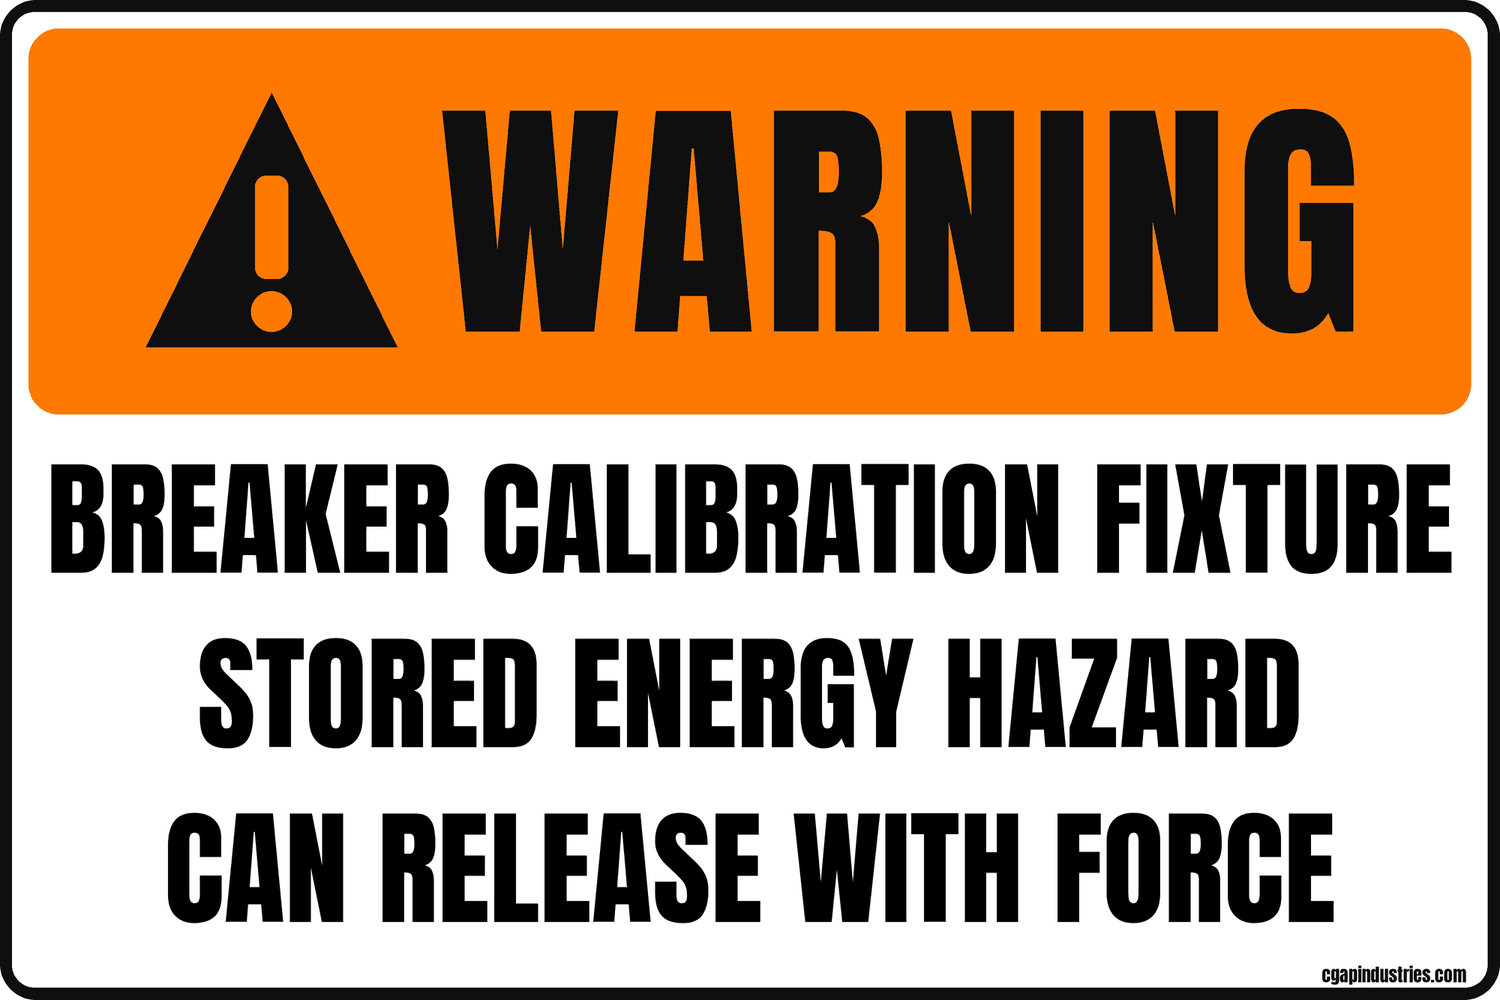 WARNING
BREAKER CALIBRATION FIXTURE
STORED ENERGY HAZARD
CAN RELEASE WITH FORCE
cgapindustries.com